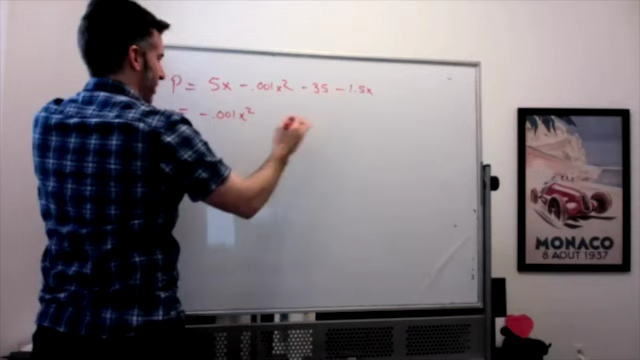 P = 5x - .001x² - 35 - 1.5x
= - .001x²
MONACO
8 AOUT 1937